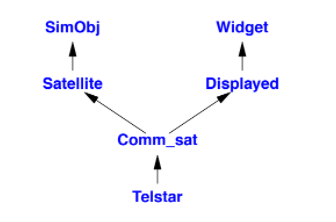 SimObj Widget
Satellite Displayed
Comm_sat
Telstar